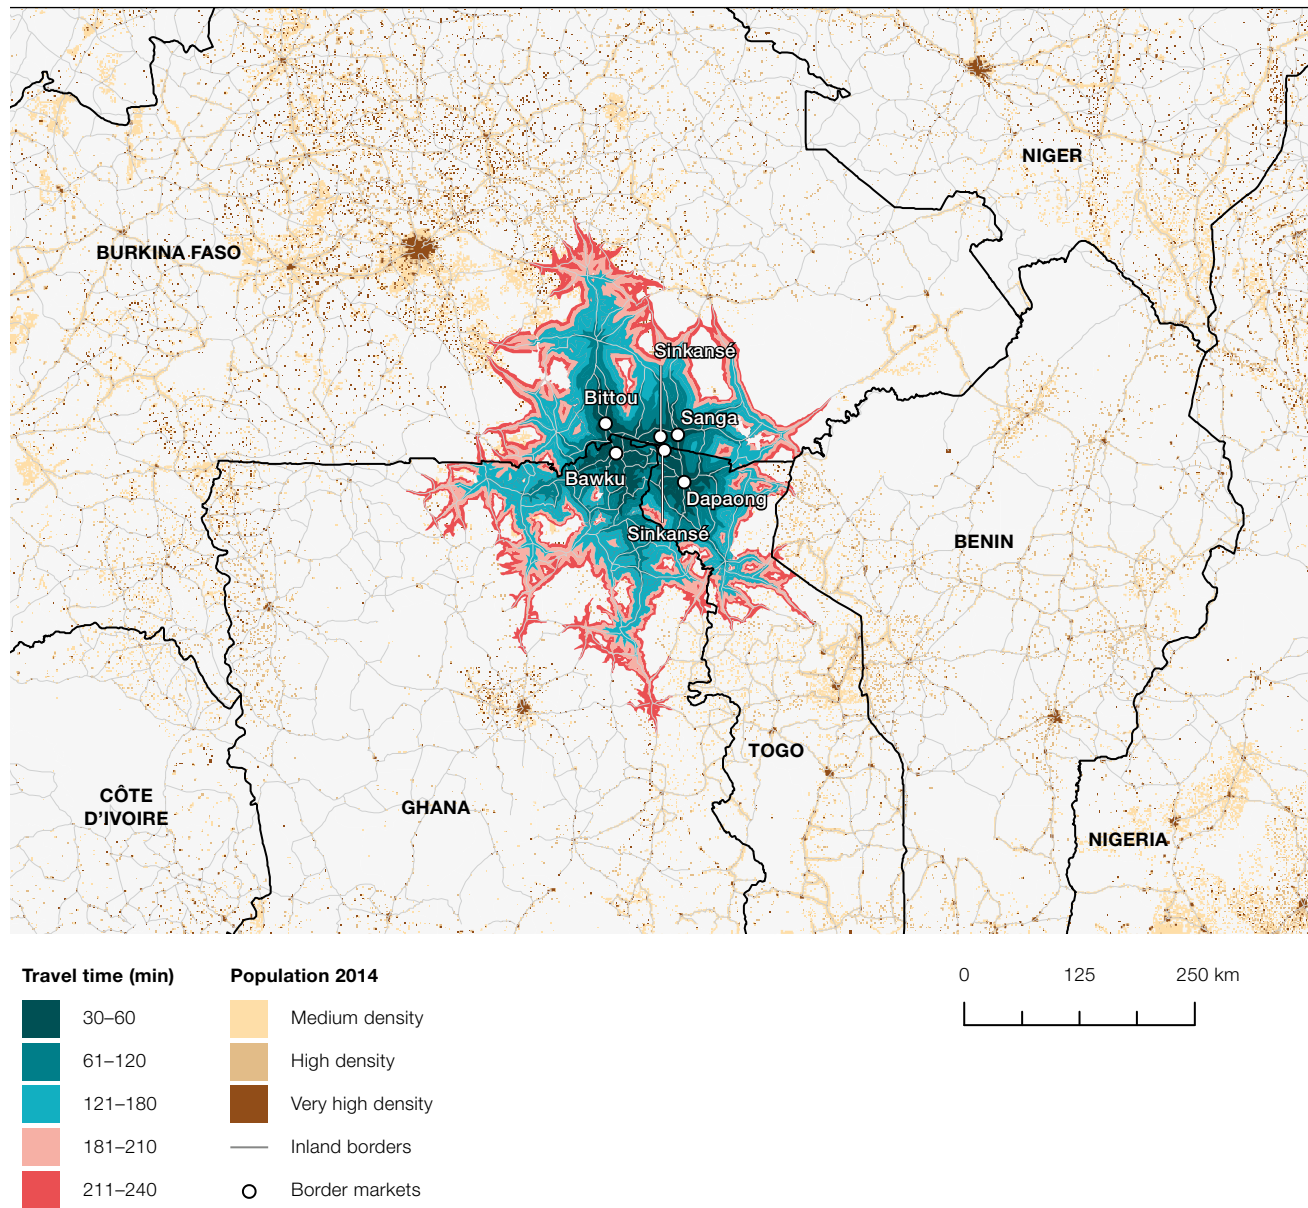 NIGER
BURKINA FASO
Sinkansé
Bittou
Sanga
Bawku
Dapaong
Sinkansé
BENIN
TOGO
CÔTE
D'IVOIRE
GHANA
NIGERIA
Travel time (min)
30–60
61–120
121–180
181–210
211–240
Population 2014
Medium density
High density
Very high density
Inland borders
Border markets
0 125 250 km